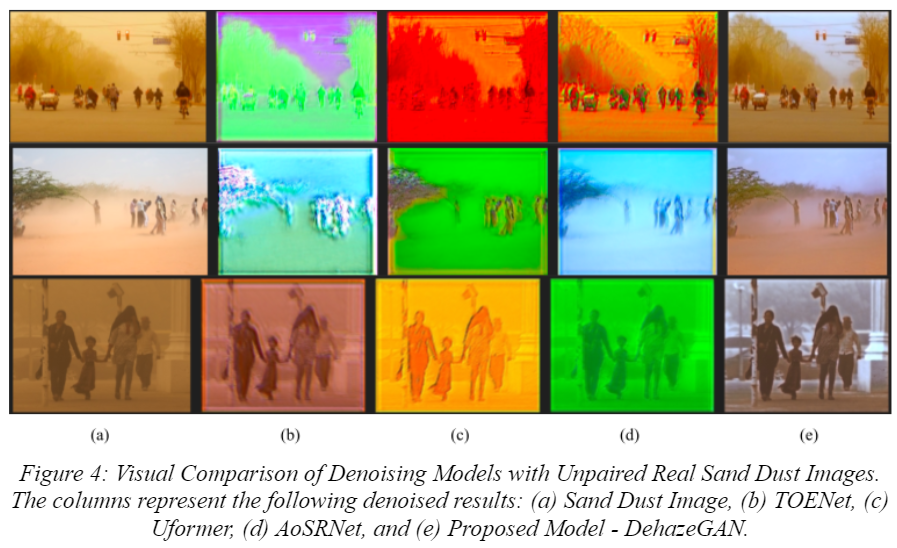 (a) (b) (c) (d) (e)
Figure 4: Visual Comparison of Denoising Models with Unpaired Real Sand Dust Images.
The columns represent the following denoised results: (a) Sand Dust Image, (b) TOENet, (c)
Uformer, (d) AoSRNet, and (e) Proposed Model - DehazeGAN.